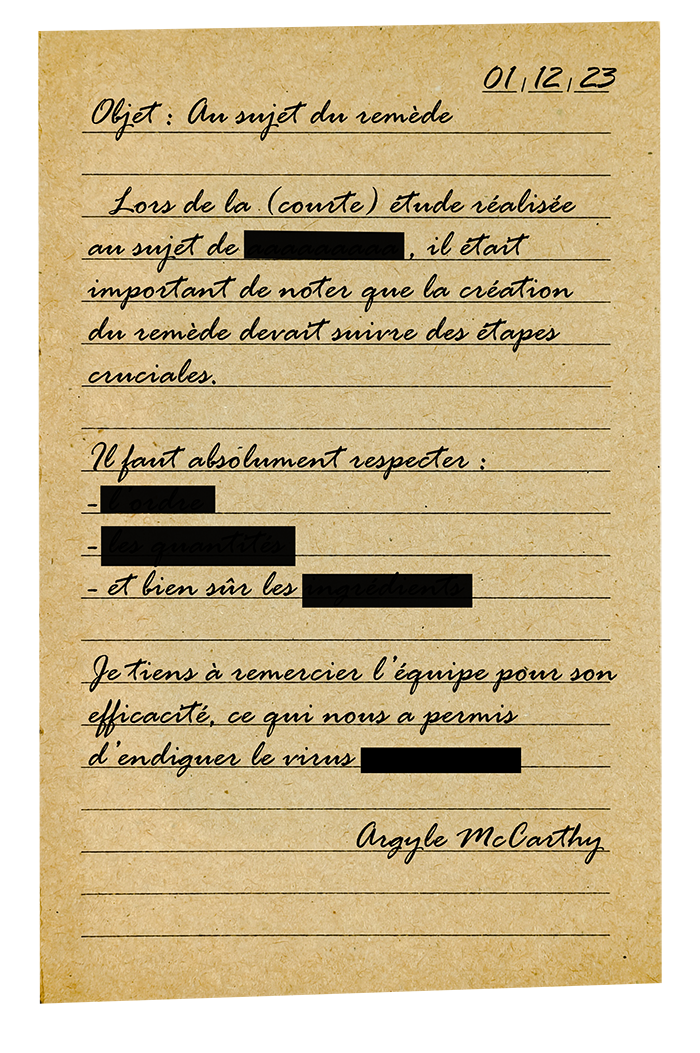 01/12/23
Objet : Au sujet du remède
Lors de la (courte) étude réalisée
au sujet de , il était
important de noter que la création
du remède devait suivre des étapes
cruciales.
Il faut absolument respecter :
- l'ordre
- les quantités
- et bien sûr les ingrédients
Je tiens à remercier l'équipe pour son
efficacité, ce qui nous a permis
d'endiguer le virus
Argyle McCarthy